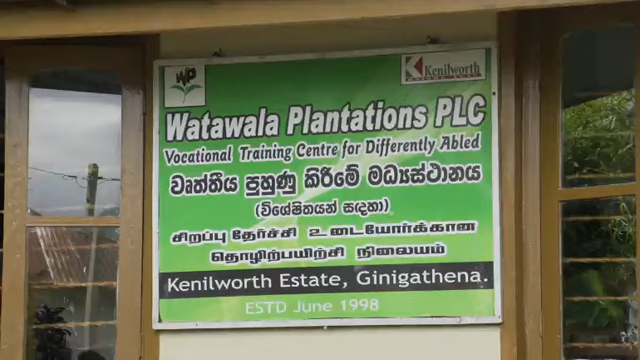 WP
Kenilworth
Watawala Plantations PLC
Vocational Training Centre for Differently Abled
වෘත්තීය පුහුණු කිරීමේ මධ්‍යස්ථානය
(විශේෂිතයන් සඳහා)
சிறப்பு தேர்ச்சி உடையோர்க்கான
தொழிற்பயிற்சி நிலையம்
Kenilworth Estate, Ginigathena.
ESTD June 1998